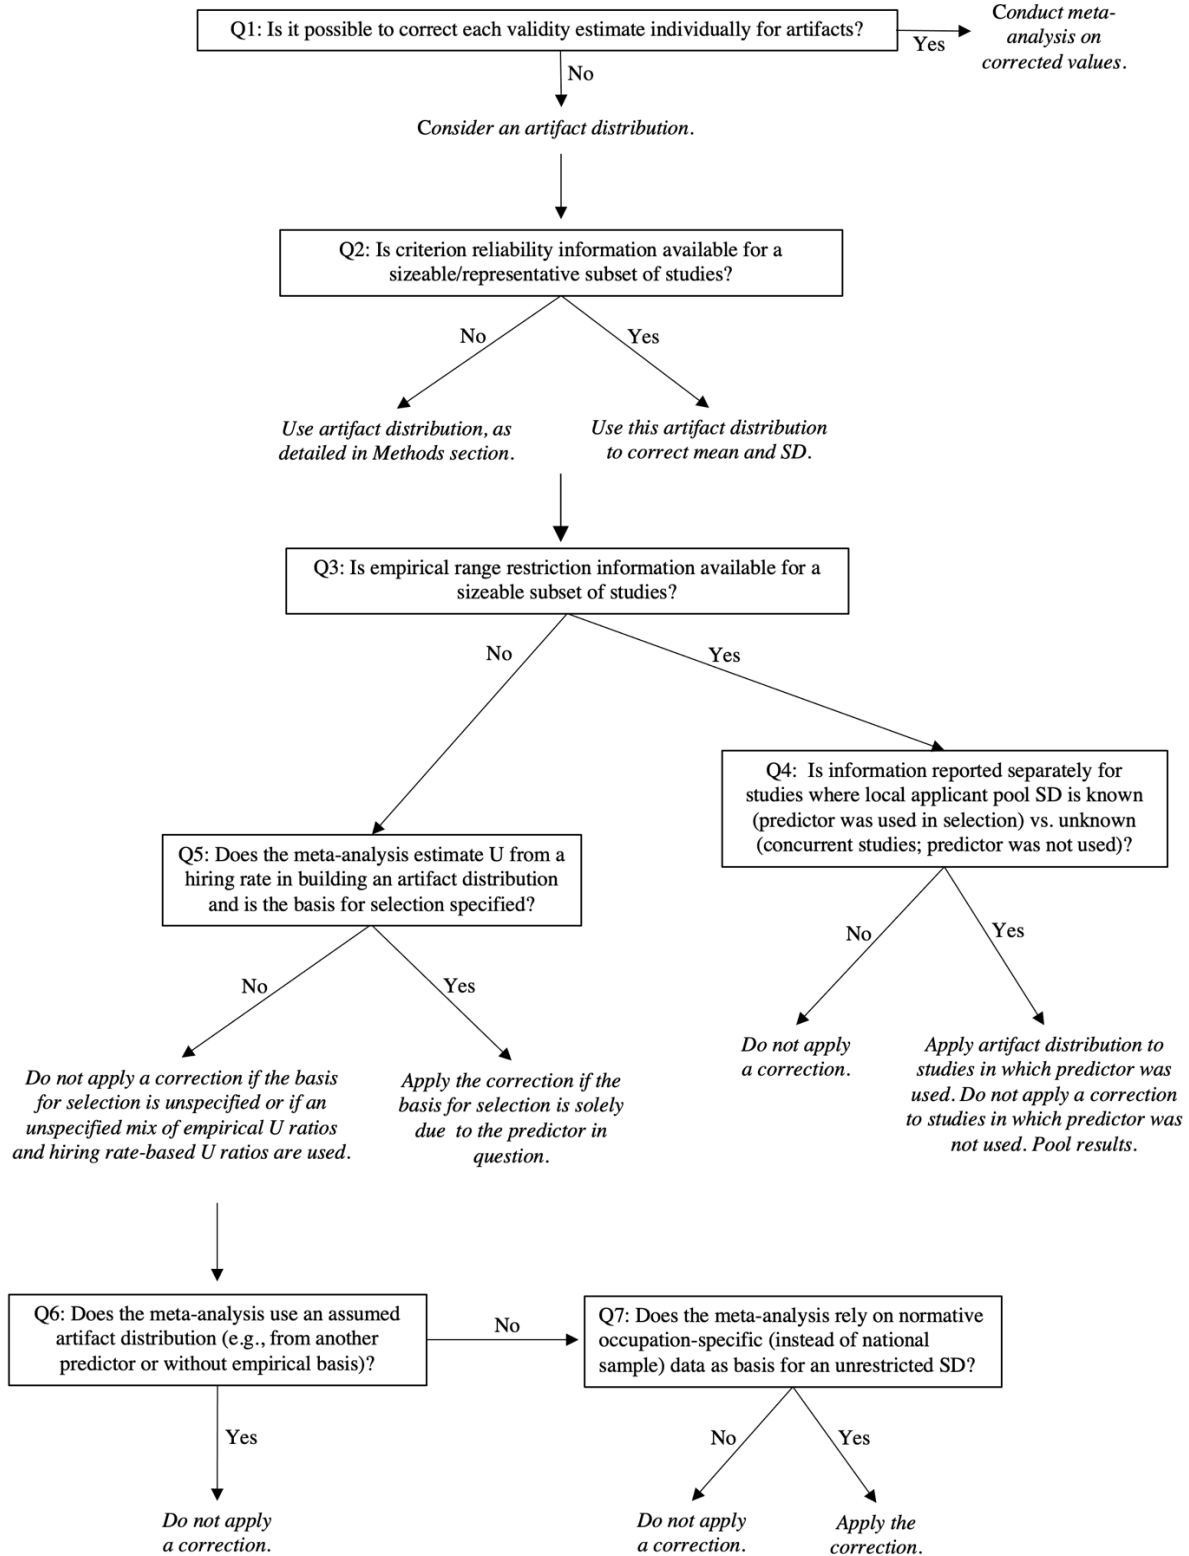 Q1: Is it possible to correct each validity estimate individually for artifacts?
Yes
Conduct meta-
analysis on
corrected values.
No
Consider an artifact distribution.
Q2: Is criterion reliability information available for a
sizeable/representative subset of studies?
No
Yes
Use artifact distribution, as
detailed in Methods section.
Use this artifact distribution
to correct mean and SD.
Q3: Is empirical range restriction information available for a
sizeable subset of studies?
No
Yes
Q4: Is information reported separately for
studies where local applicant pool SD is known
(predictor was used in selection) vs. unknown
(concurrent studies; predictor was not used)?
Q5: Does the meta-analysis estimate U from a
hiring rate in building an artifact distribution
and is the basis for selection specified?
No
Yes
No
Yes
Do not apply
a correction.
Apply artifact distribution to
studies in which predictor was
used. Do not apply a correction
to studies in which predictor was
not used. Pool results.
Do not apply a correction if the basis
for selection is unspecified or if an
unspecified mix of empirical U ratios
and hiring rate-based U ratios are used.
Apply the correction if the
basis for selection is solely
due to the predictor in
question.
Q6: Does the meta-analysis use an assumed
artifact distribution (e.g., from another
predictor or without empirical basis)?
No
Q7: Does the meta-analysis rely on normative
occupation-specific (instead of national
sample) data as basis for an unrestricted SD?
Yes
No
Yes
Do not apply
a correction.
Do not apply
a correction.
Apply the
correction.